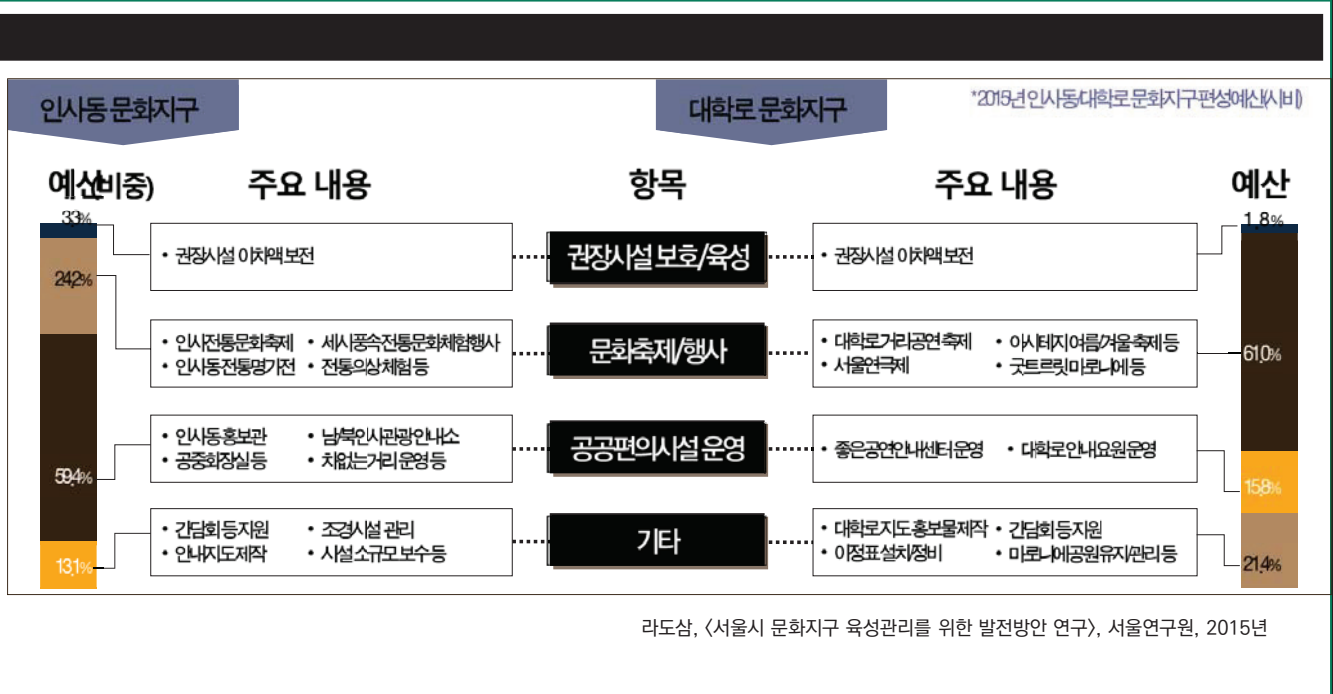 인사동 문화지구
대학로 문화지구
*2015년 인사동/대학로 문화지구 편성예산(시비)
예산(비중) 주요 내용 항목 주요 내용 예산
3.3%
24.2%
59.4%
13.1%
• 권장시설 이차액 보전
권장시설 보호/육성
• 권장시설 이차액 보전
• 인사전통문화축제 • 세시풍속전통문화체험행사
• 인사동전통명가전 • 전통의상체험 등
문화축제/행사
• 대학로거리공연축제 • 아시테지여름/겨울축제 등
• 서울연극제 • 굿트르릿마로니에 등
• 인사동 홍보관 • 남/북인사관광안내소
• 공중화장실 등 • 차없는거리 운영 등
공공편의시설 운영
• 좋은공연안내센터 운영 • 대학로안내요원 운영
• 간담회 등 지원 • 조경시설 관리
• 안내지도 제작 • 시설 소규모 보수 등
기타
• 대학로지도 홍보물 제작 • 간담회 등 지원
• 이정표 설치/정비 • 마로니에공원유지/관리 등
1.8%
61.0%
15.8%
21.4%
라도삼, 〈서울시 문화지구 육성관리를 위한 발전방안 연구〉, 서울연구원, 2015년